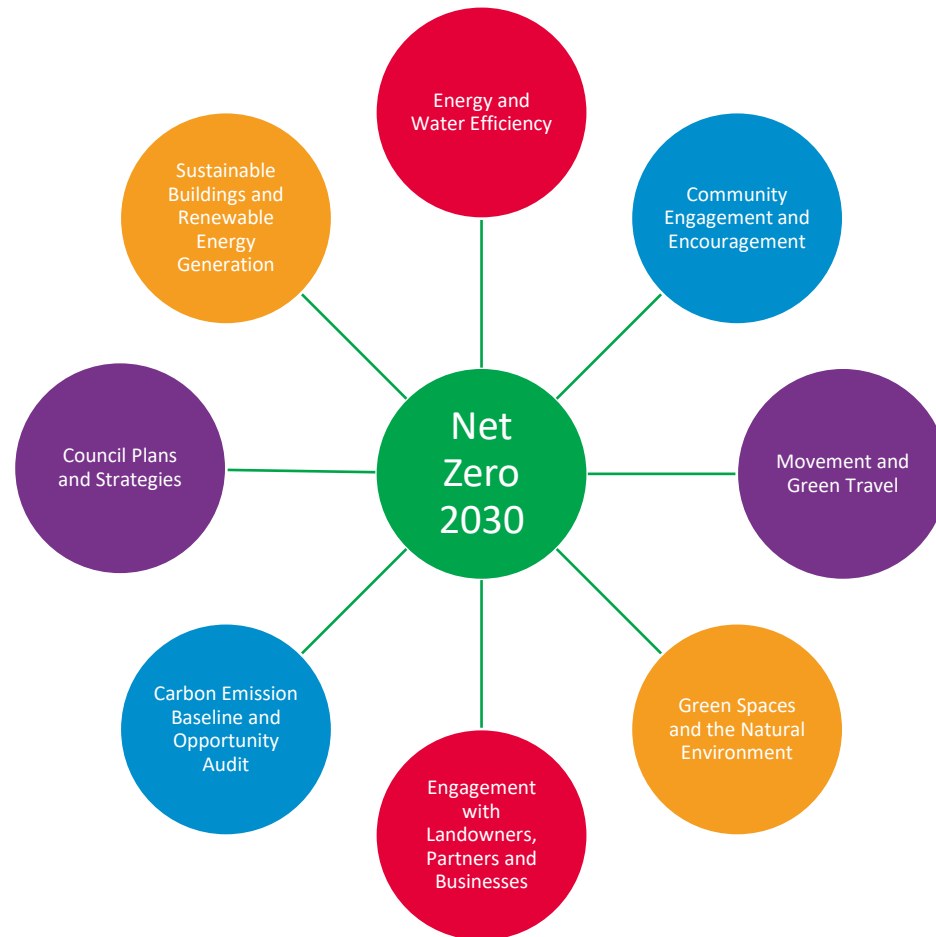 Energy and
Water Efficiency
Community
Engagement and
Encouragement
Movement and
Green Travel
Green Spaces
and the Natural
Environment
Engagement
with
Landowners,
Partners and
Businesses
Carbon Emission
Baseline and
Opportunity
Audit
Council Plans
and Strategies
Sustainable
Buildings and
Renewable
Energy
Generation
Net
Zero
2030